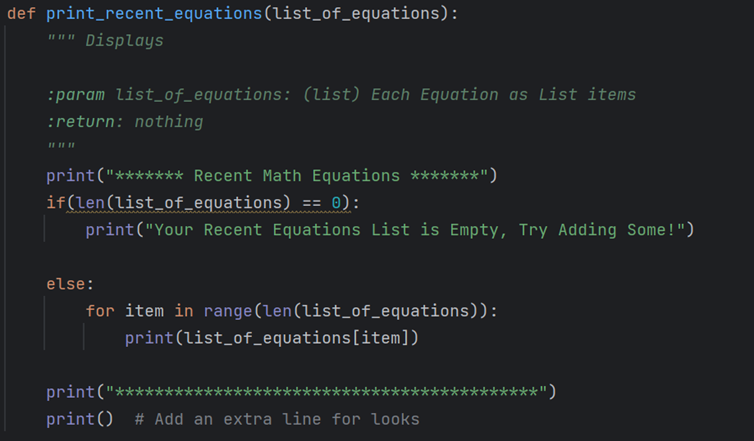 def print_recent_equations(list_of_equations):
    """ Displays

    :param list_of_equations: (list) Each Equation as List items
    :return: nothing
    """
    print("******* Recent Math Equations *******")
    if(len(list_of_equations) == 0):
        print("Your Recent Equations List is Empty, Try Adding Some!")

    else:
        for item in range(len(list_of_equations)):
            print(list_of_equations[item])

    print("*******************************************")
    print()  # Add an extra line for looks